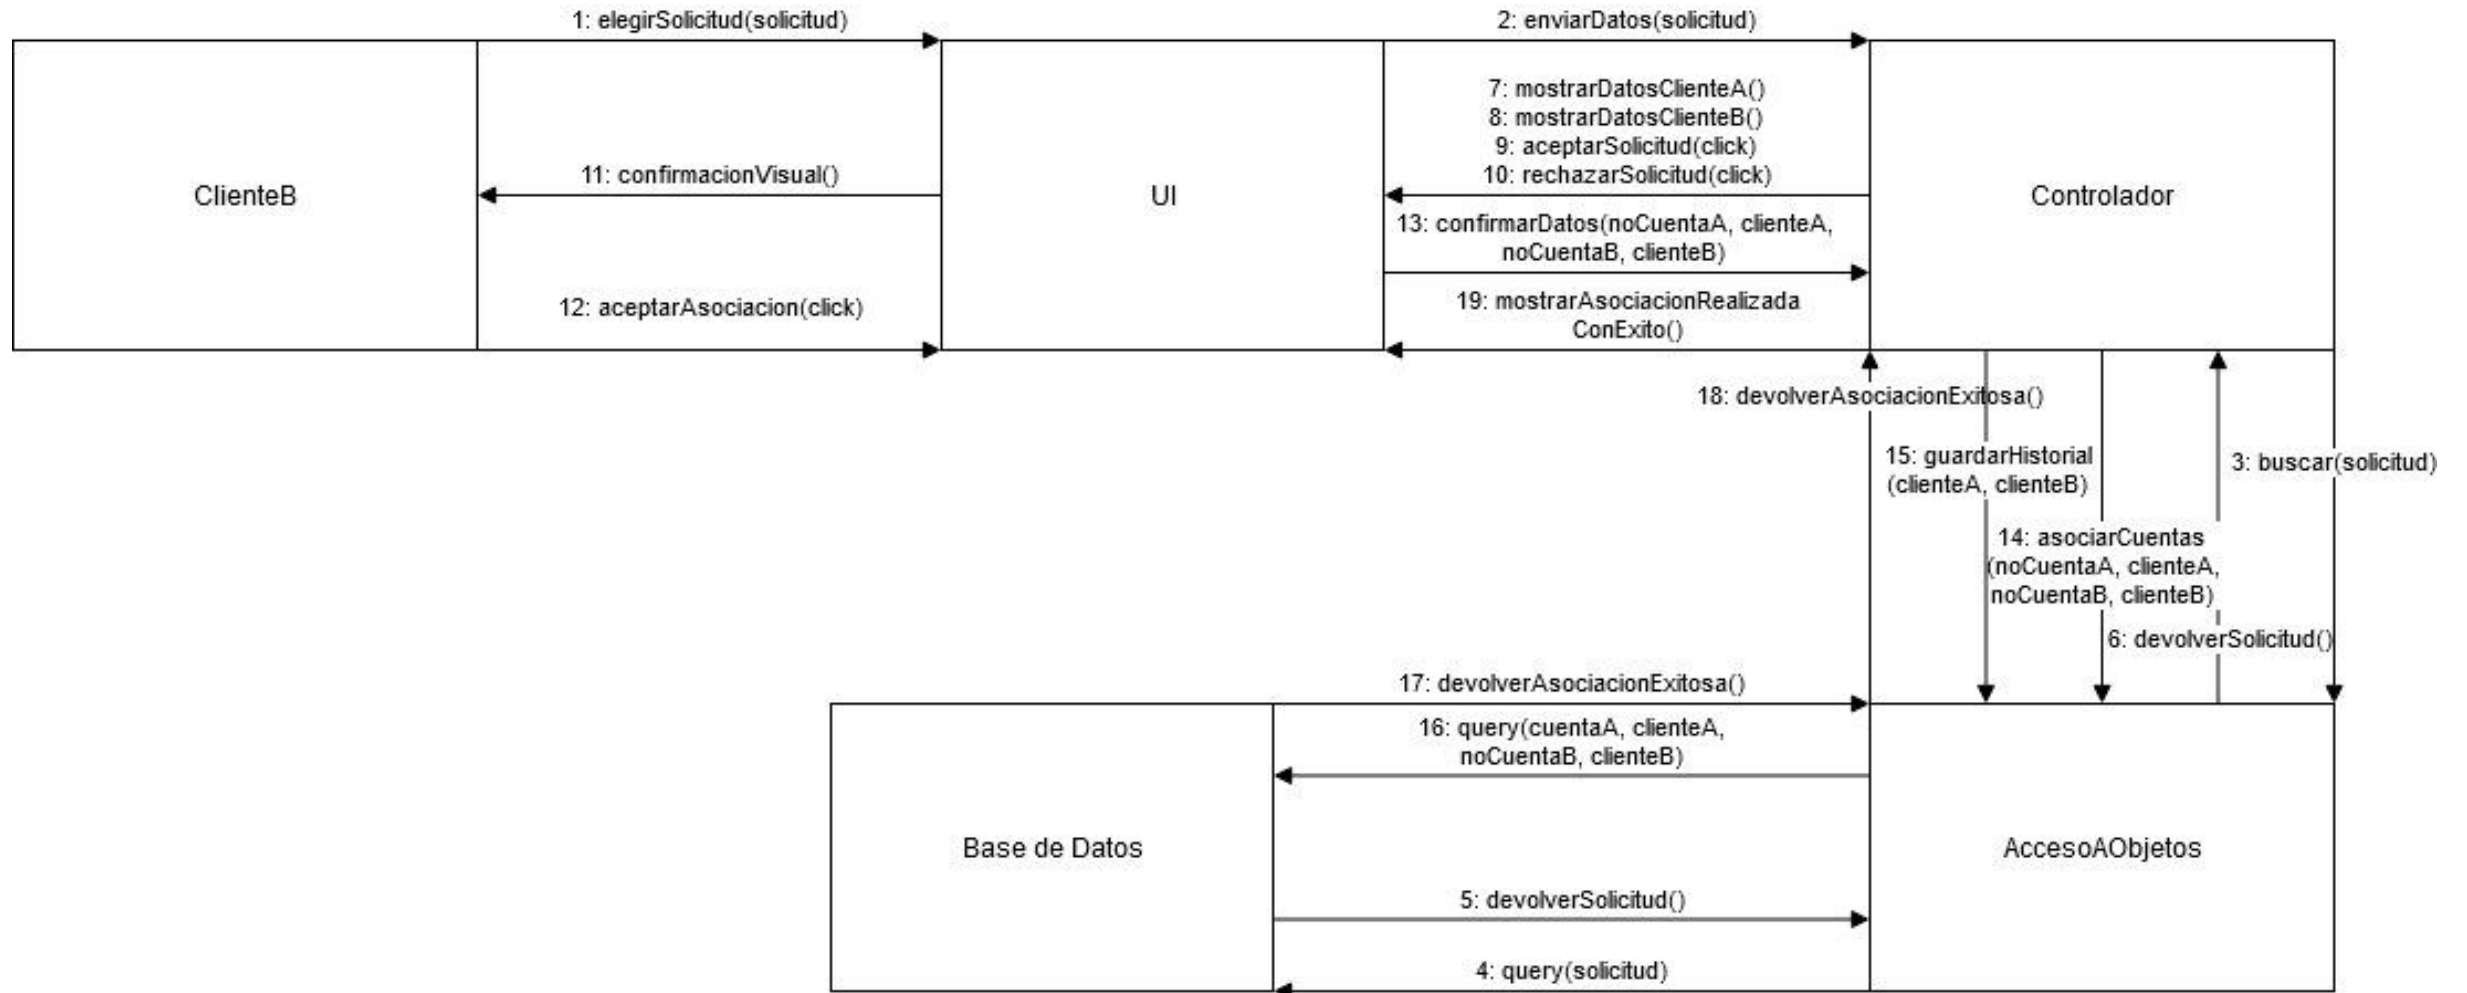 1: elegirSolicitud(solicitud)
2: enviarDatos(solicitud)
7: mostrarDatosClienteA()
8: mostrarDatosClienteB()
9: aceptarSolicitud(click)
10: rechazarSolicitud(click)
11: confirmacionVisual()
ClienteB
UI
Controlador
13: confirmarDatos(noCuentaA, clienteA,
noCuentaB, clienteB)
12: aceptarAsociacion(click)
19: mostrarAsociacionRealizada
ConExito()
18: devolverAsociacionExitosa()
15: guardarHistorial
(clienteA, clienteB)
3: buscar(solicitud)
14: asociarCuentas
(noCuentaA, clienteA,
noCuentaB, clienteB)
6: devolverSolicitud()
17: devolverAsociacionExitosa()
16: query(cuentaA, clienteA,
noCuentaB, clienteB)
Base de Datos
AccesoAObjetos
5: devolverSolicitud()
4: query(solicitud)